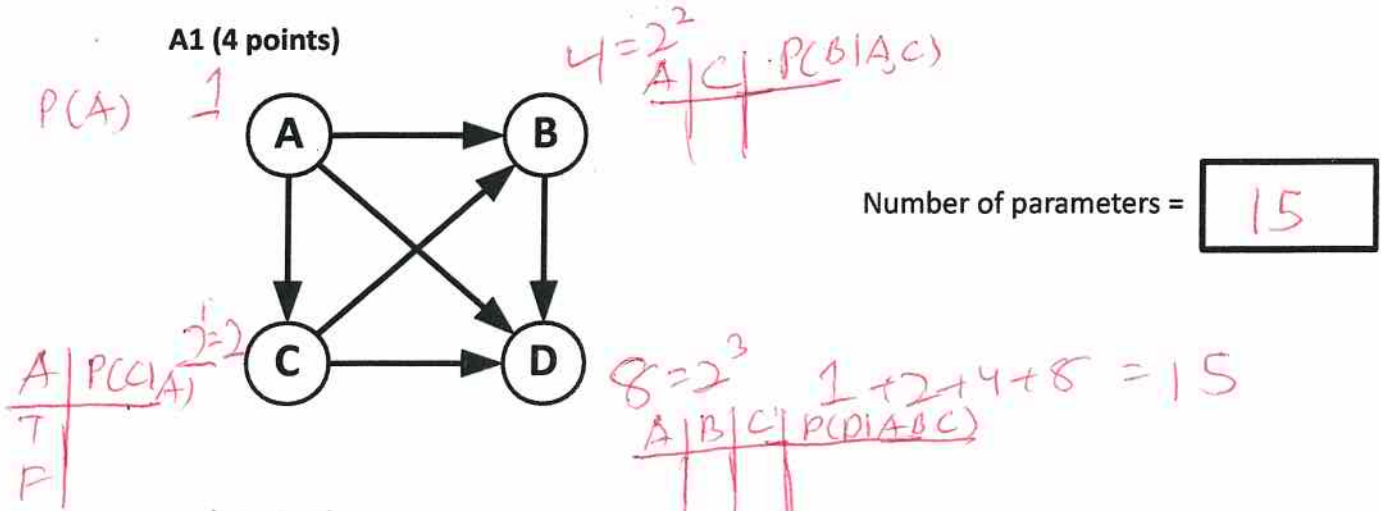 A1 (4 points)
P(A) 1
4=2²
A | C | P(B|A,C)
A
B
Number of parameters = 15
C
D
2¹=2
A | P(C|A)
T
F
8=2³
1+2+4+8 = 15
A | B | C | P(D|ABC)